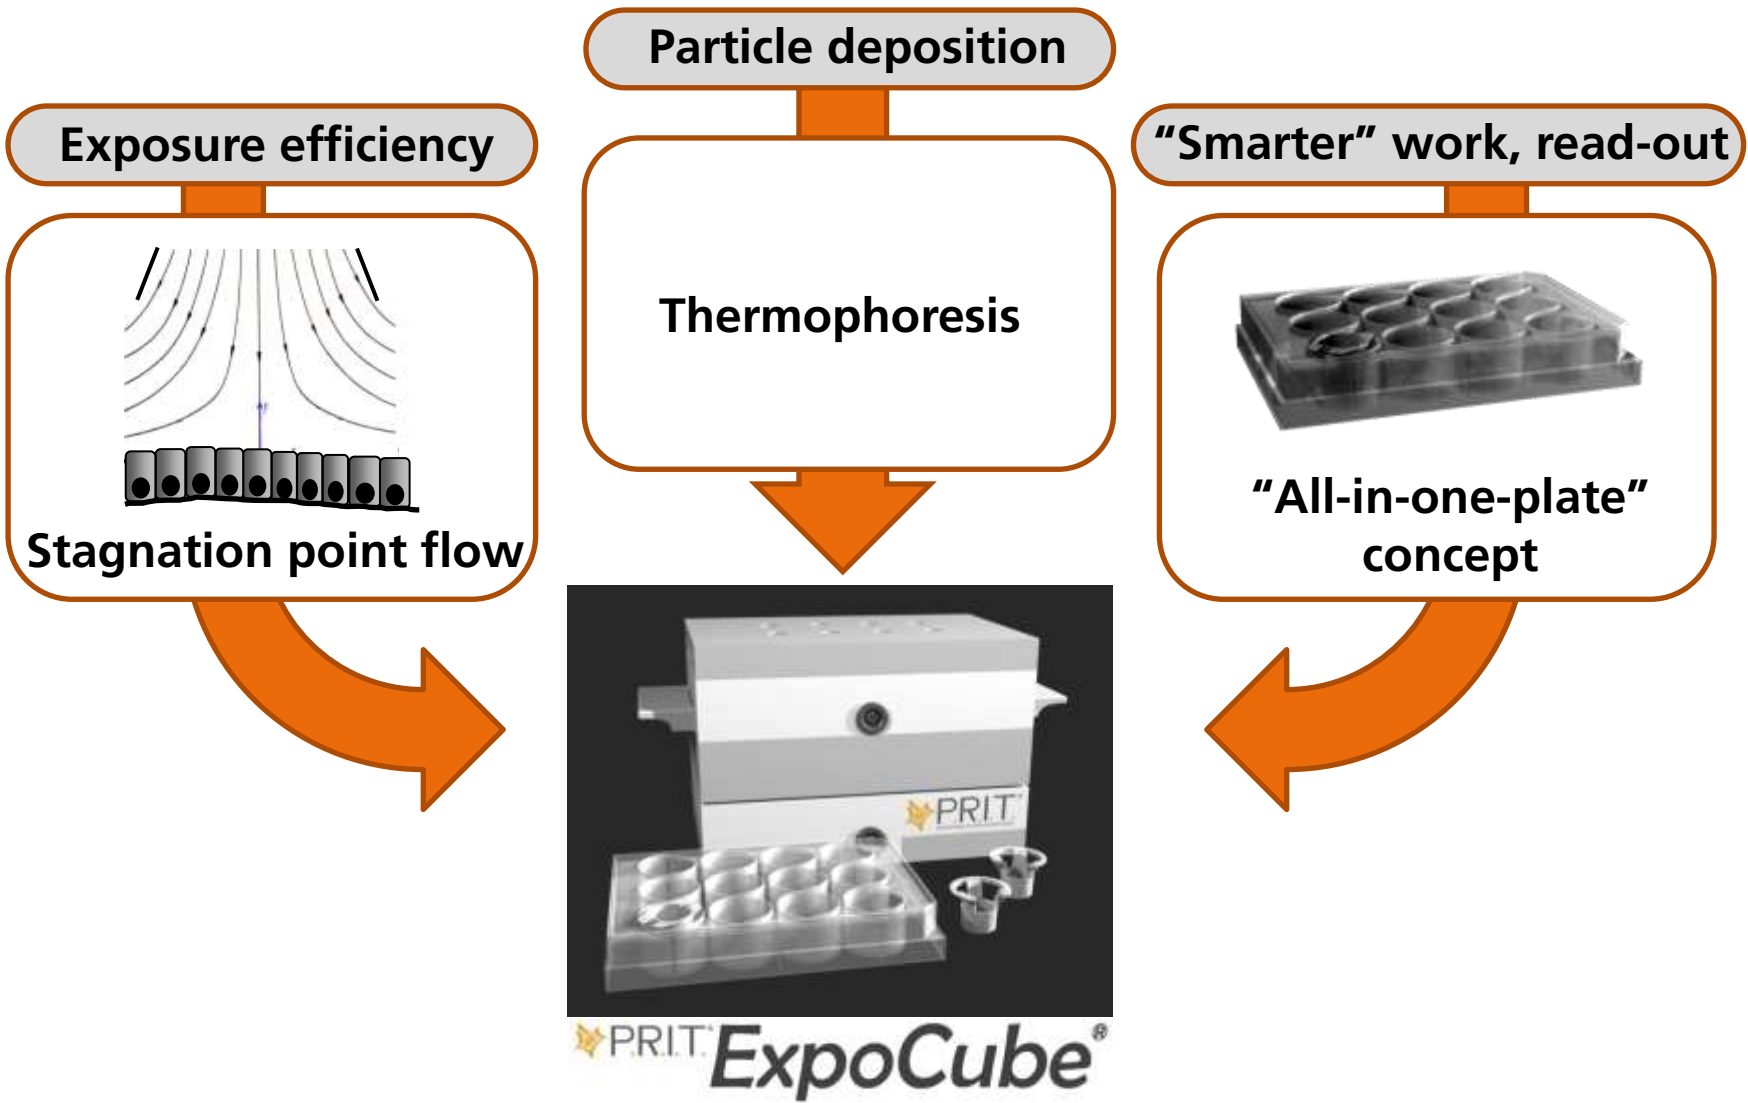 Particle deposition
Exposure efficiency
“Smarter” work, read-out
Thermophoresis
Stagnation point flow
“All-in-one-plate”
concept
P.R.I.T.
P.R.I.T.® ExpoCube®